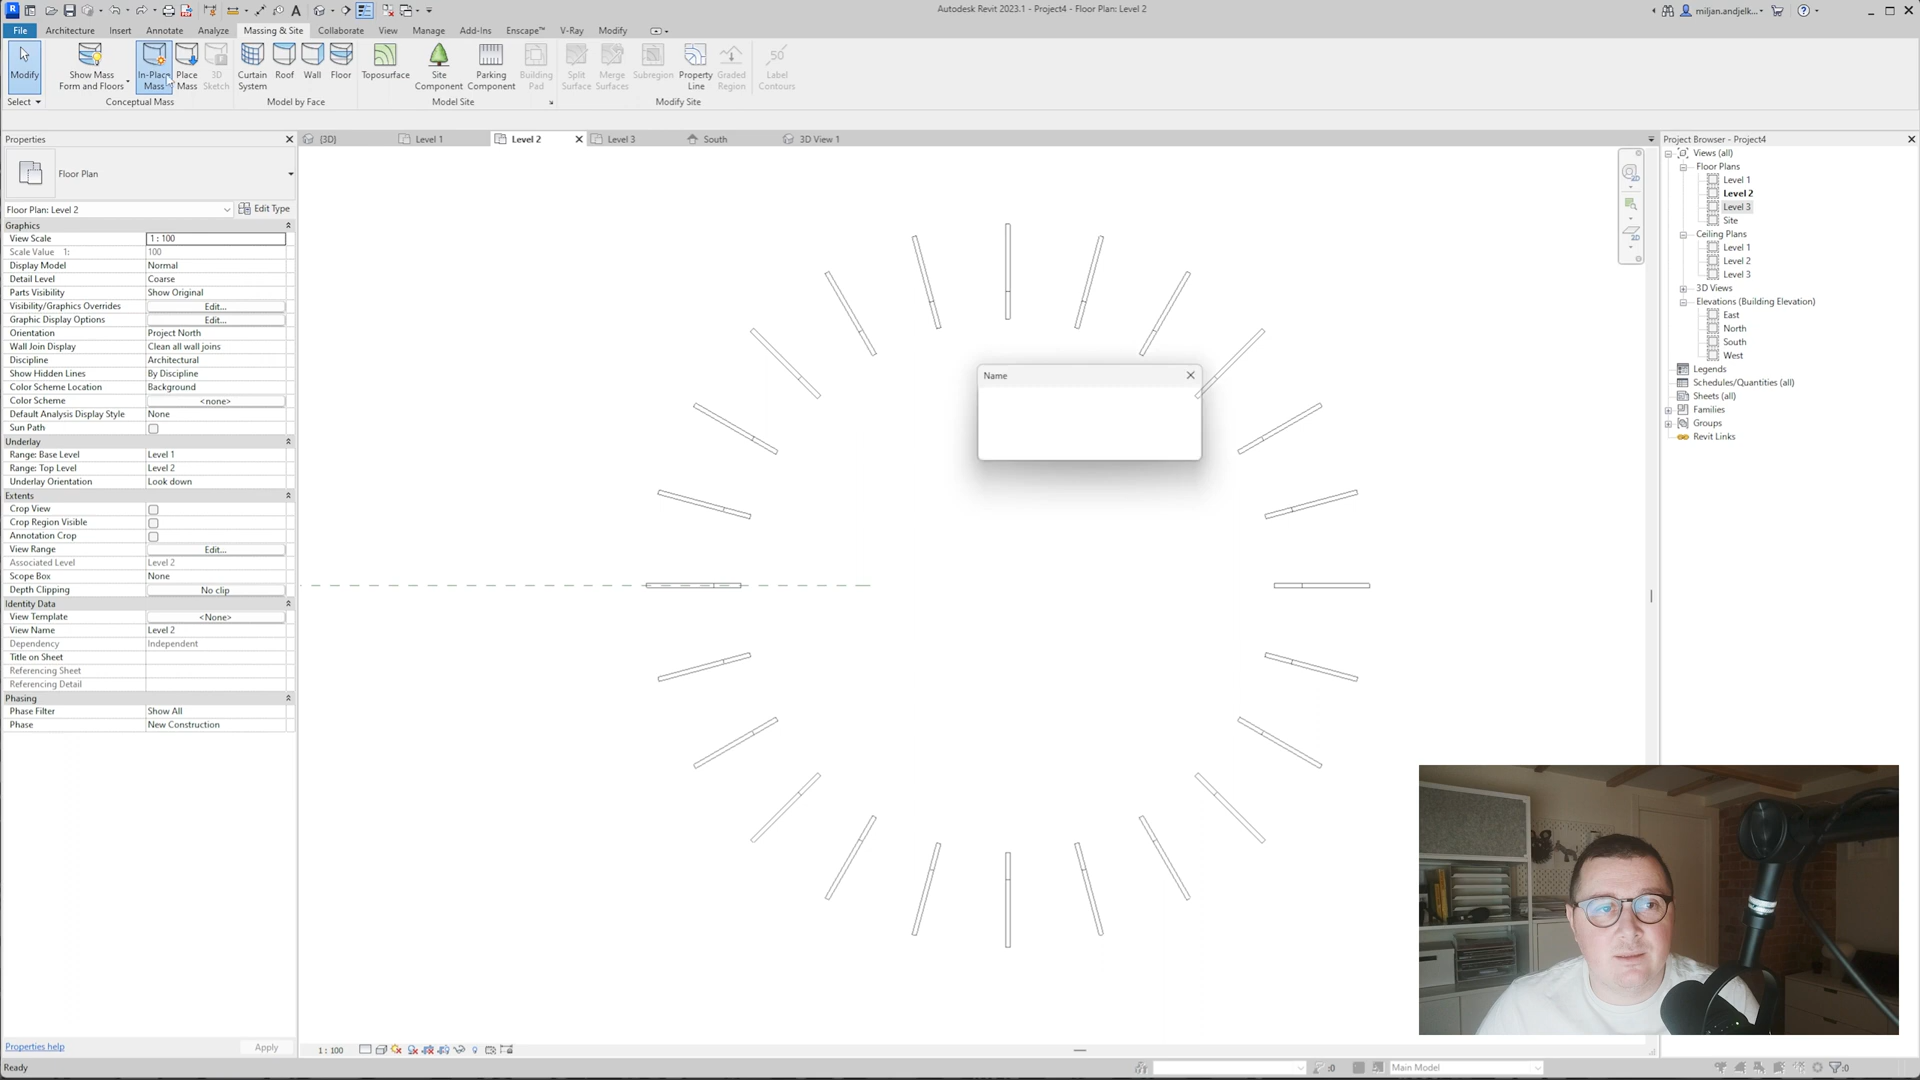 Autodesk Revit 2023.1 - Project4 - Floor Plan: Level 2
miljan.andjelk...
File Architecture Insert Annotate Analyze Massing & Site Collaborate View Manage Add-Ins Enscape™ V-Ray Modify
Modify
Show Mass
Form and Floors
In-Place
Mass
Place
Mass
3D
Sketch
Curtain
System
Roof
Wall
Floor
Toposurface
Site
Component
Parking
Component
Building
Pad
Split
Surface
Merge
Surfaces
Subregion
Property
Line
Graded
Region
Label
Contours
Select Conceptual Mass Model by Face Model Site Modify Site
Properties
(3D) Level 1 Level 2 Level 3 South 3D View 1
Floor Plan
Floor Plan: Level 2 Edit Type
Graphics
View Scale 1 : 100
Scale Value 1: 100
Display Model Normal
Detail Level Coarse
Parts Visibility Show Original
Visibility/Graphics Overrides Edit...
Graphic Display Options Edit...
Orientation Project North
Wall Join Display Clean all wall joins
Discipline Architectural
Show Hidden Lines By Discipline
Color Scheme Location Background
Color Scheme <none>
Default Analysis Display Style None
Sun Path
Underlay
Range: Base Level Level 1
Range: Top Level Level 2
Underlay Orientation Look down
Extents
Crop View
Crop Region Visible
Annotation Crop
View Range Edit...
Associated Level Level 2
Scope Box None
Depth Clipping No clip
Identity Data
View Template <None>
View Name Level 2
Dependency Independent
Title on Sheet
Referencing Sheet
Referencing Detail
Phasing
Phase Filter Show All
Phase New Construction
Properties help Apply
Name
2D
2D
Project Browser - Project4
Views (all)
Floor Plans
Level 1
Level 2
Level 3
Site
Ceiling Plans
Level 1
Level 2
Level 3
3D Views
Elevations (Building Elevation)
East
North
South
West
Legends
Schedules/Quantities (all)
Sheets (all)
Families
Groups
Revit Links
1 : 100
Ready
:0
Main Model
:0